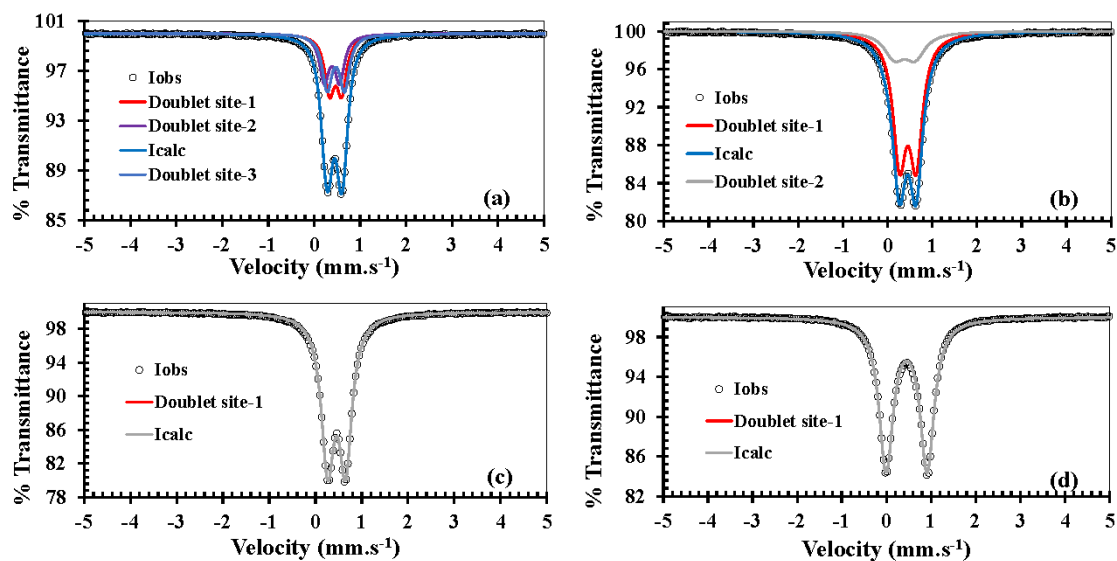 % Transmittance
101
97
93
89
85
Iobs
Doublet site-1
Doublet site-2
Icalc
Doublet site-3
(a)
-5 -4 -3 -2 -1 0 1 2 3 4 5
Velocity (mm.s-1)
% Transmittance
100
96
92
88
84
80
Iobs
Doublet site-1
Icalc
Doublet site-2
(b)
-5 -4 -3 -2 -1 0 1 2 3 4 5
Velocity (mm.s-1)
% Transmittance
98
94
90
86
82
78
Iobs
Doublet site-1
Icalc
(c)
-5 -4 -3 -2 -1 0 1 2 3 4 5
Velocity (mm.s-1)
% Transmittance
98
94
90
86
82
Iobs
Doublet site-1
Icalc
(d)
-5 -4 -3 -2 -1 0 1 2 3 4 5
Velocity (mm.s-1)